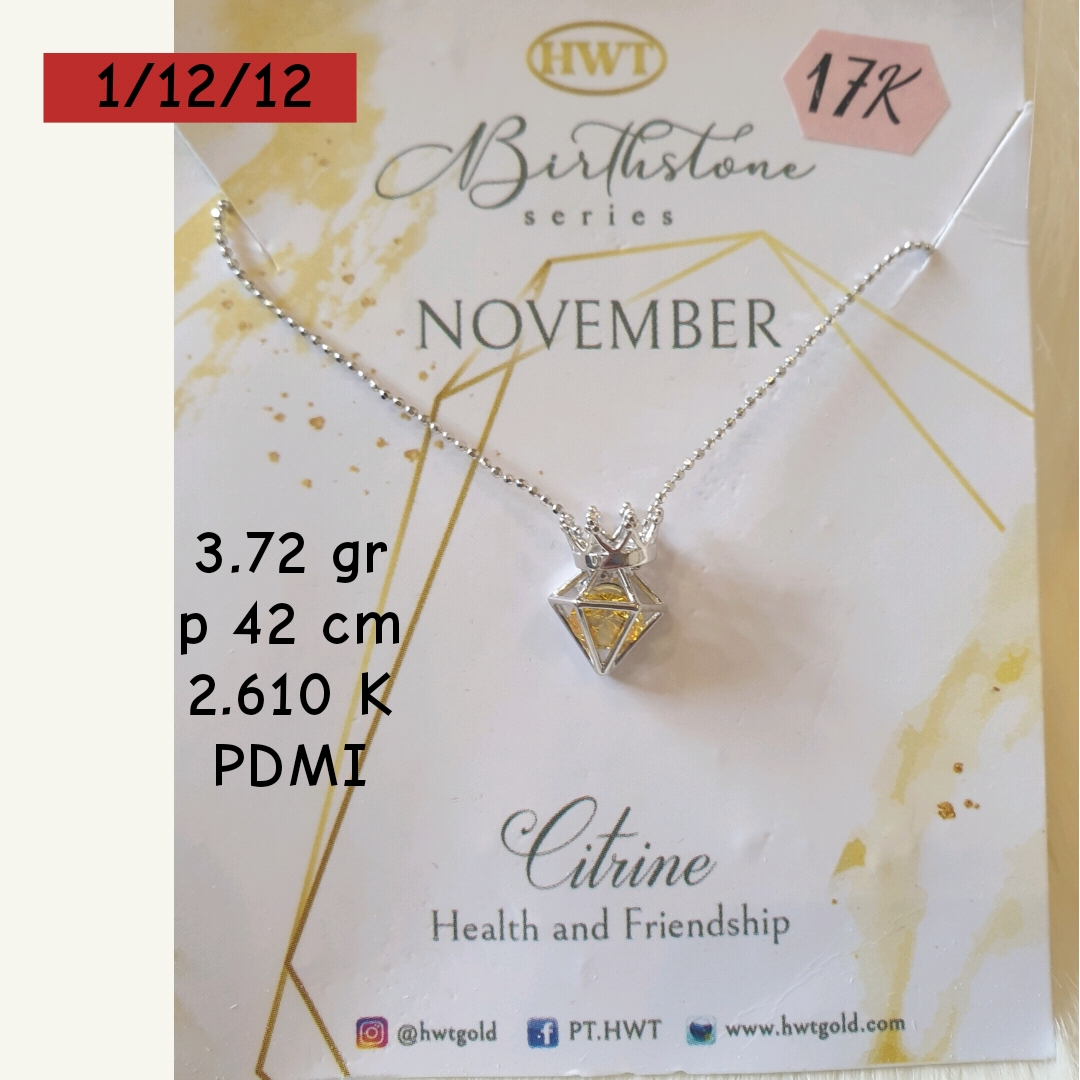 1/12/12
HWT
17K
Birthstone
series
NOVEMBER
3.72 gr
p 42 cm
2.610 K
PDMI
Citrine
Health and Friendship
@hwtgold PT.HWT www.hwtgold.com